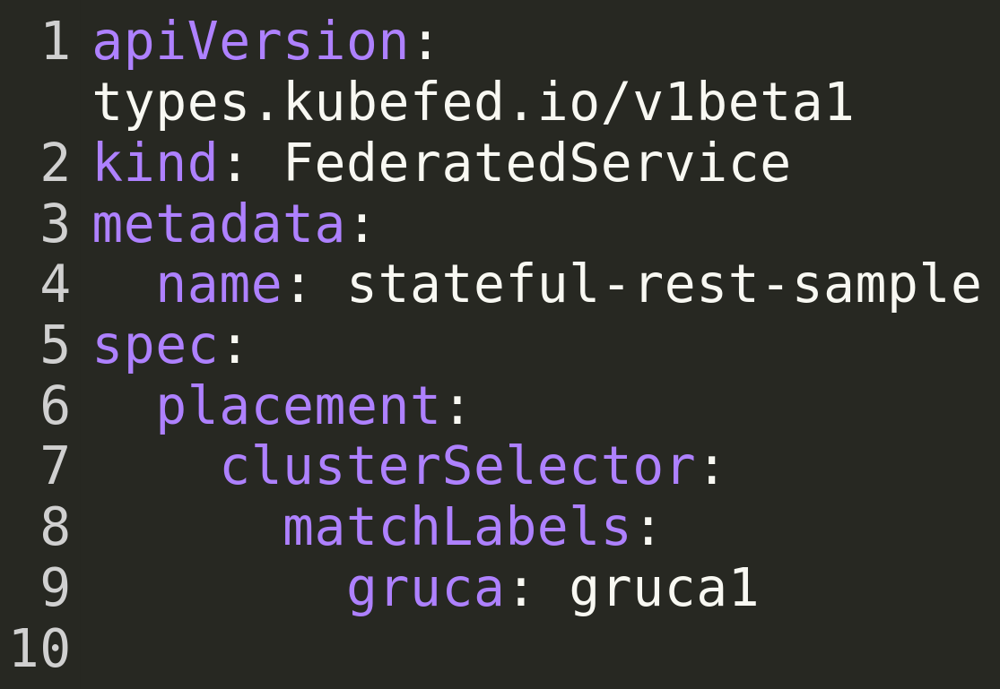 1 apiVersion:
types.kubefed.io/v1beta1
2 kind: FederatedService
3 metadata:
4   name: stateful-rest-sample
5 spec:
6   placement:
7     clusterSelector:
8       matchLabels:
9         gruca: gruca1
10